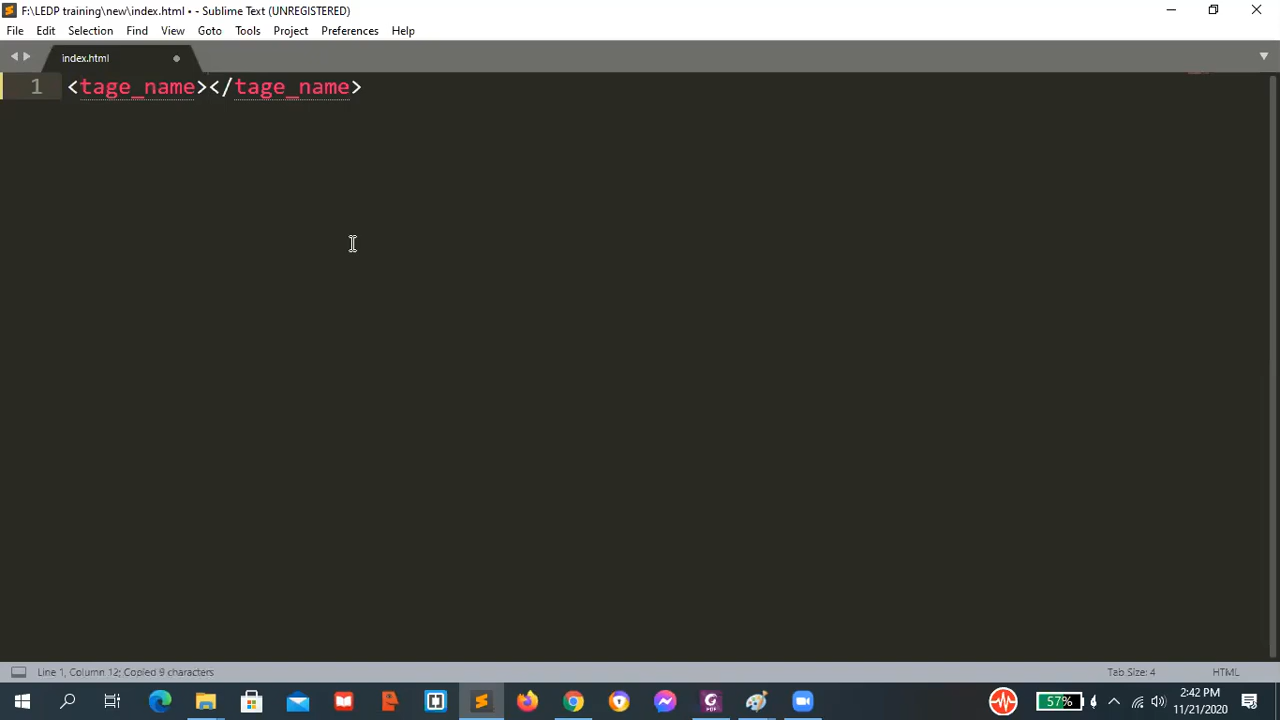 F:\LEDP training\new\index.html • - Sublime Text (UNREGISTERED)
File Edit Selection Find View Goto Tools Project Preferences Help
index.html
1 <tage_name></tage_name>
Line 1, Column 12; Copied 9 characters
Tab Size: 4
HTML
57%
2:42 PM
11/21/2020